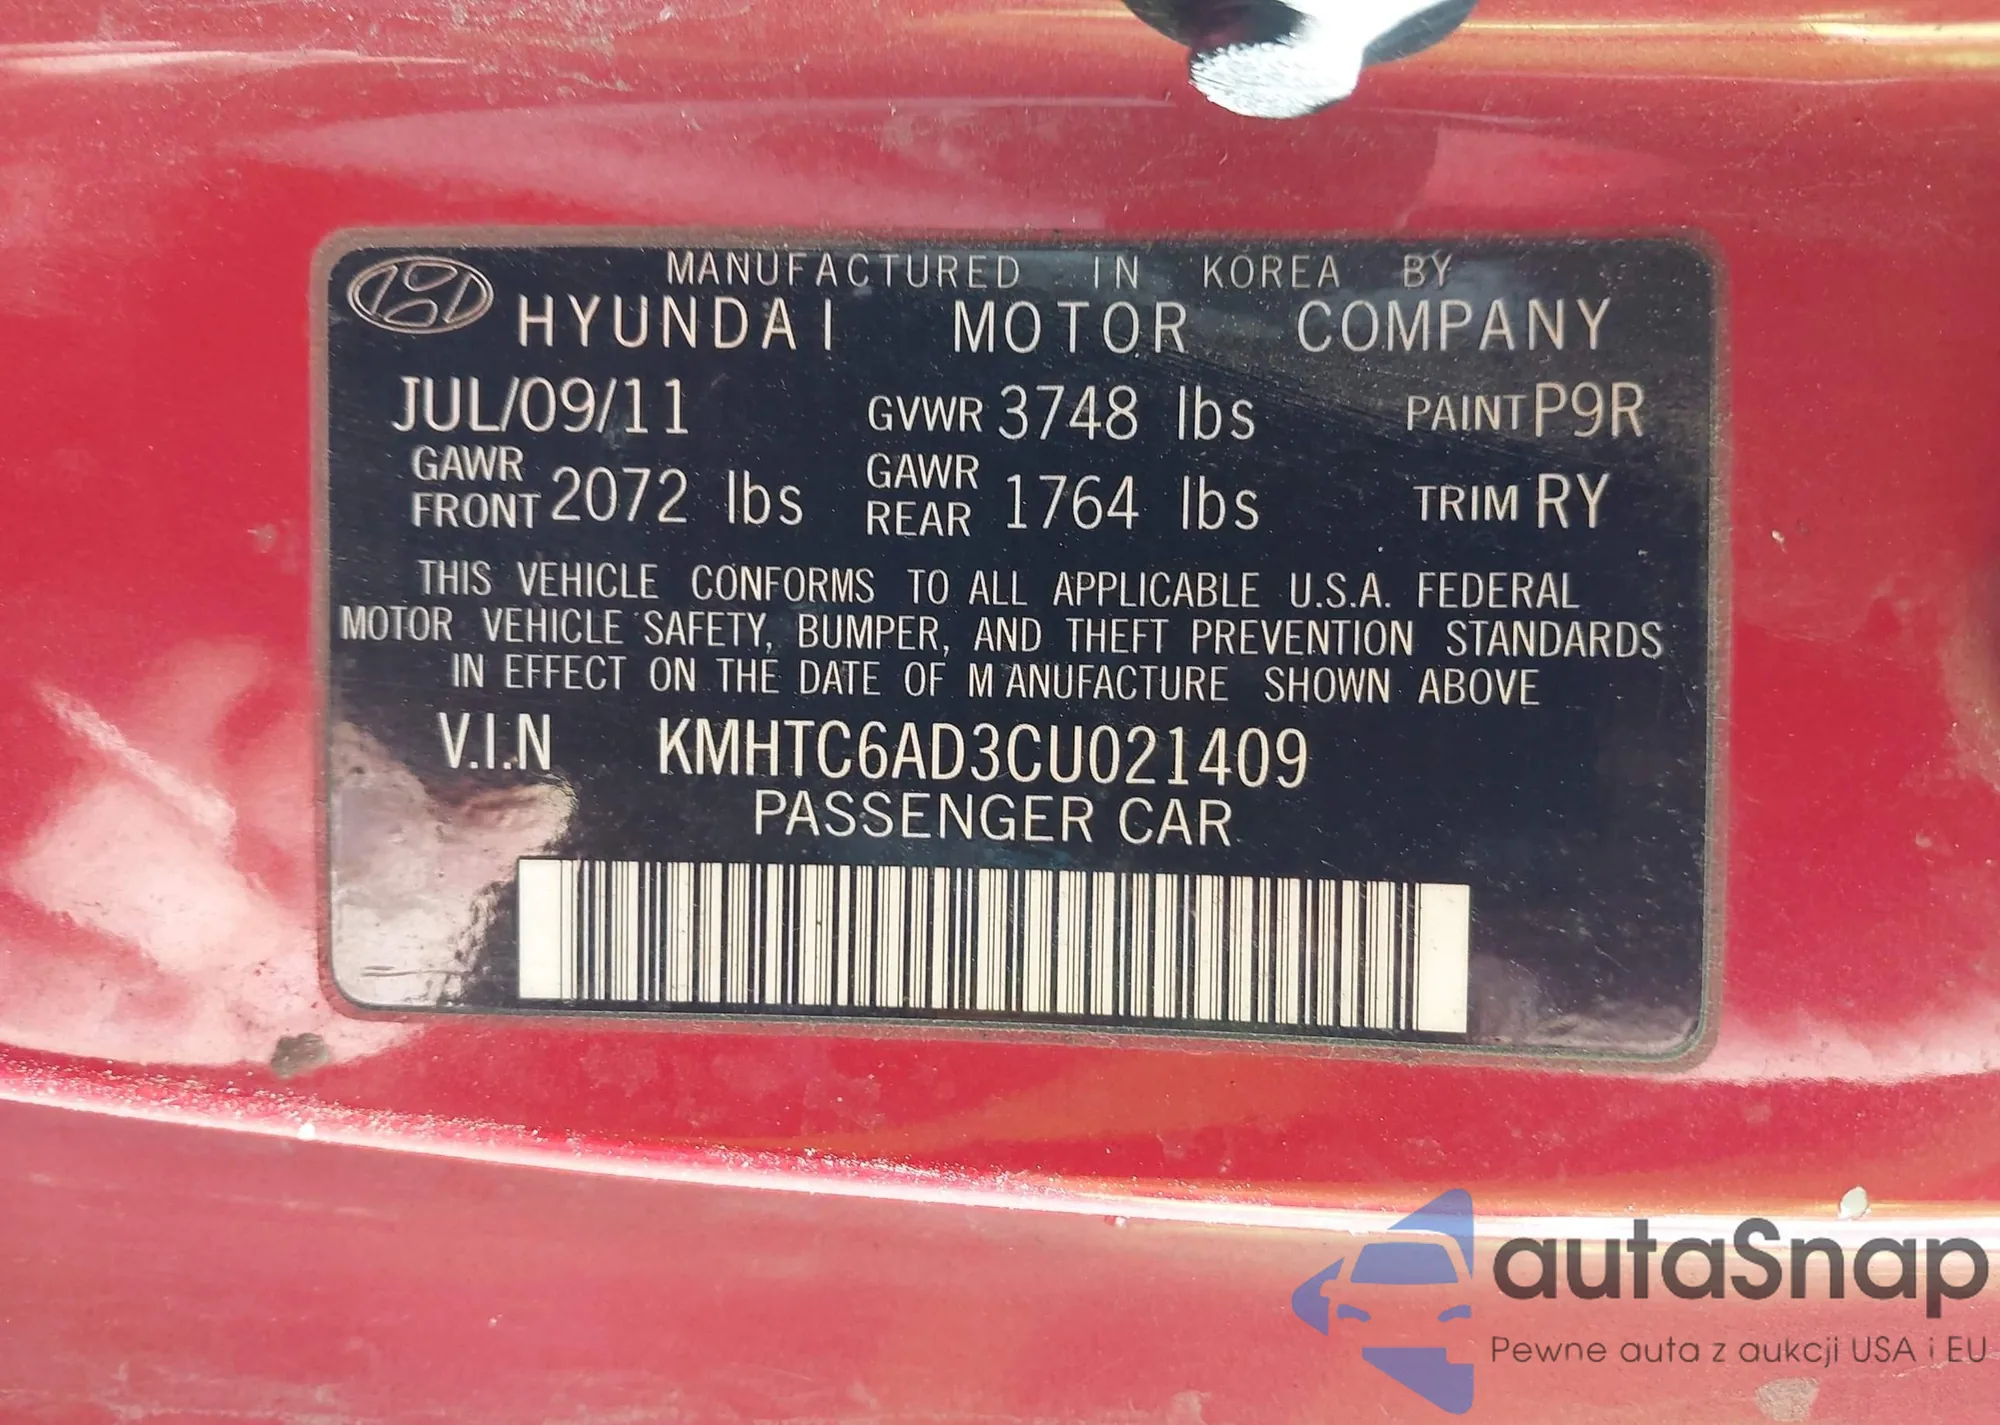 MANUFACTURED IN KOREA BY
HYUNDAI MOTOR COMPANY
JUL/09/11 GVWR 3748 lbs PAINT P9R
GAWR FRONT 2072 lbs GAWR REAR 1764 lbs TRIM RY
THIS VEHICLE CONFORMS TO ALL APPLICABLE U.S.A. FEDERAL
MOTOR VEHICLE SAFETY, BUMPER, AND THEFT PREVENTION STANDARDS
IN EFFECT ON THE DATE OF MANUFACTURE SHOWN ABOVE
V.I.N KMHTC6AD3CU021409
PASSENGER CAR
autaSnap
Pewne auta z aukcji USA i EU